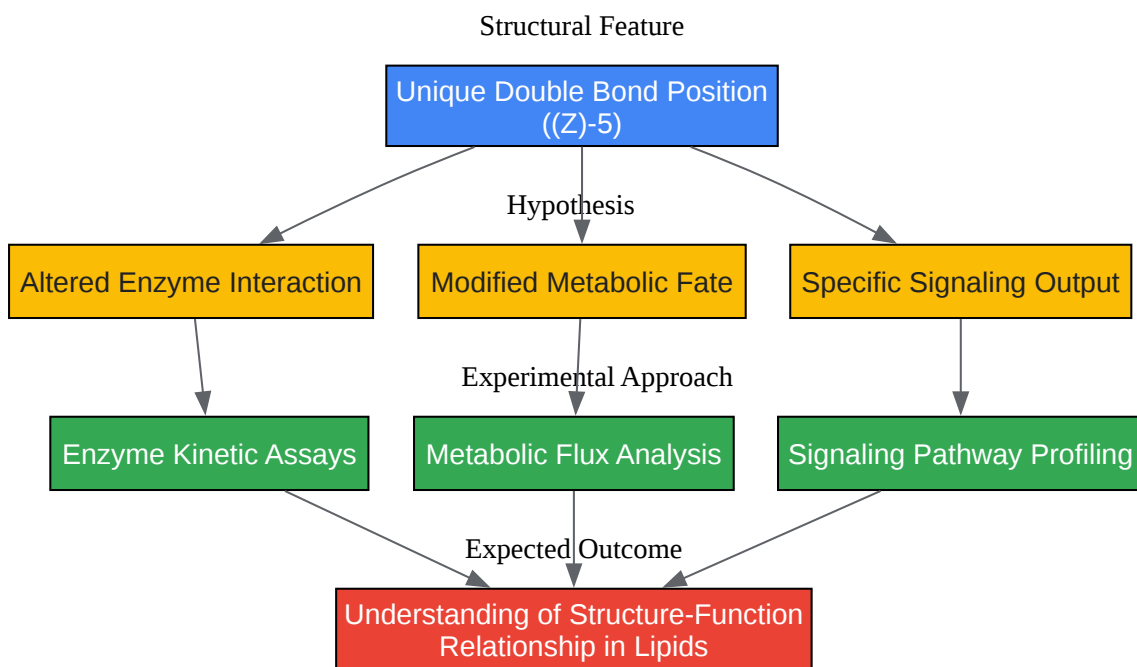 Structural Feature
Unique Double Bond Position
((Z)-5)
Hypothesis
Altered Enzyme Interaction
Modified Metabolic Fate
Specific Signaling Output
Experimental Approach
Enzyme Kinetic Assays
Metabolic Flux Analysis
Signaling Pathway Profiling
Expected Outcome
Understanding of Structure-Function
Relationship in Lipids